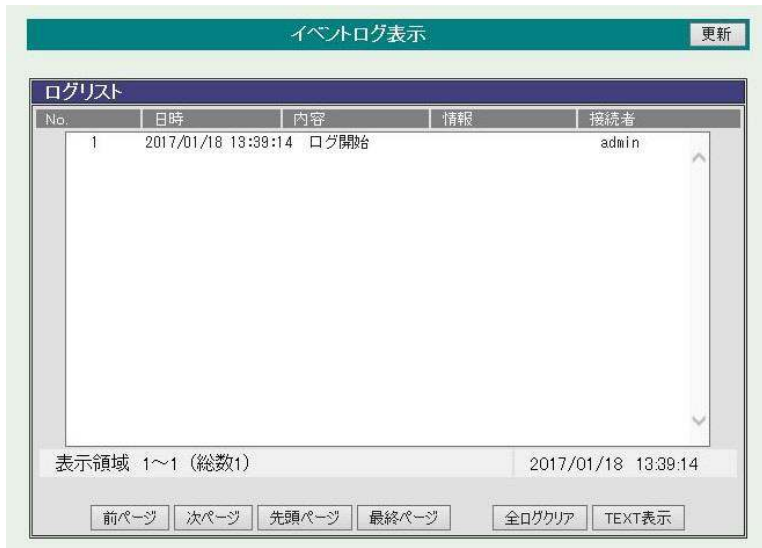 イベントログ表示 更新
ログリスト
No. 日時 内容 情報 接続者
1 2017/01/18 13:39:14 ログ開始 admin
表示領域 1～1 (総数1) 2017/01/18 13:39:14
前ページ 次ページ 先頭ページ 最終ページ 全ログクリア TEXT表示